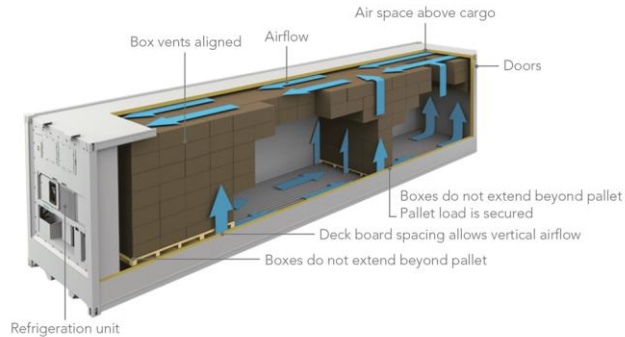 Air space above cargo
Airflow
Box vents aligned
Doors
Boxes do not extend beyond pallet
Pallet load is secured
Deck board spacing allows vertical airflow
Boxes do not extend beyond pallet
Refrigeration unit